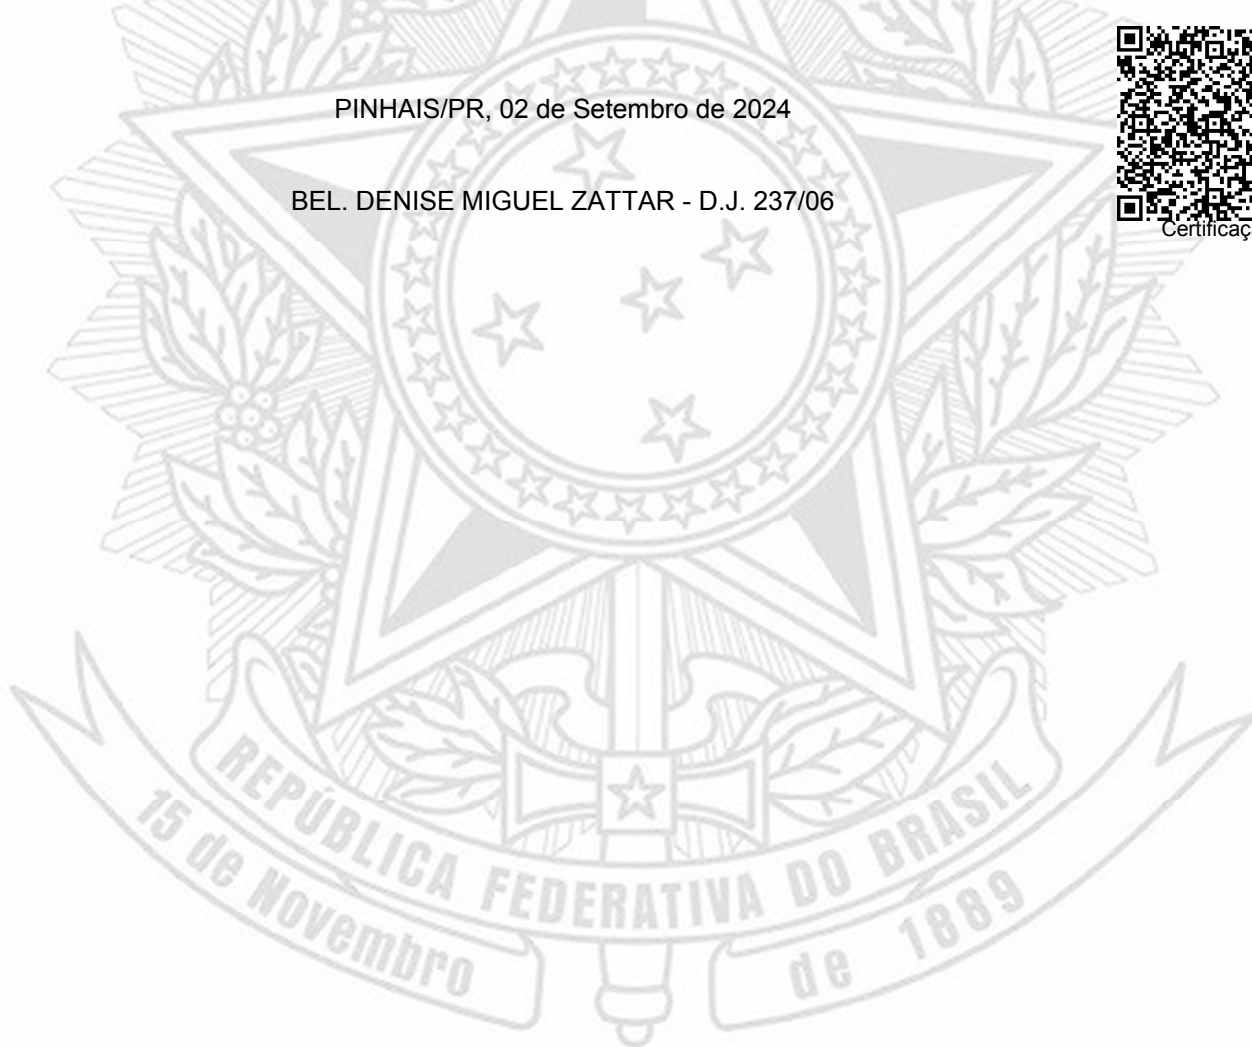 PINHAIS/PR, 02 de Setembro de 2024
BEL. DENISE MIGUEL ZATTAR - D.J. 237/06
Certificaç
REPÚBLICA FEDERATIVA DO BRASIL
15 de Novembro de 1889